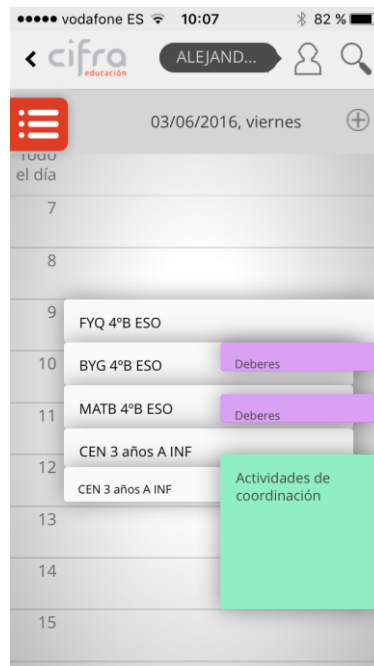 vodafone ES 10:07 82 %
cifra
educación
ALEJAND...
03/06/2016, viernes
Todo
el día
7
8
9
FYQ 4ºB ESO
10
BYG 4ºB ESO
Deberes
11
MATB 4ºB ESO
Deberes
CEN 3 años A INF
12
CEN 3 años A INF
Actividades de
coordinación
13
14
15